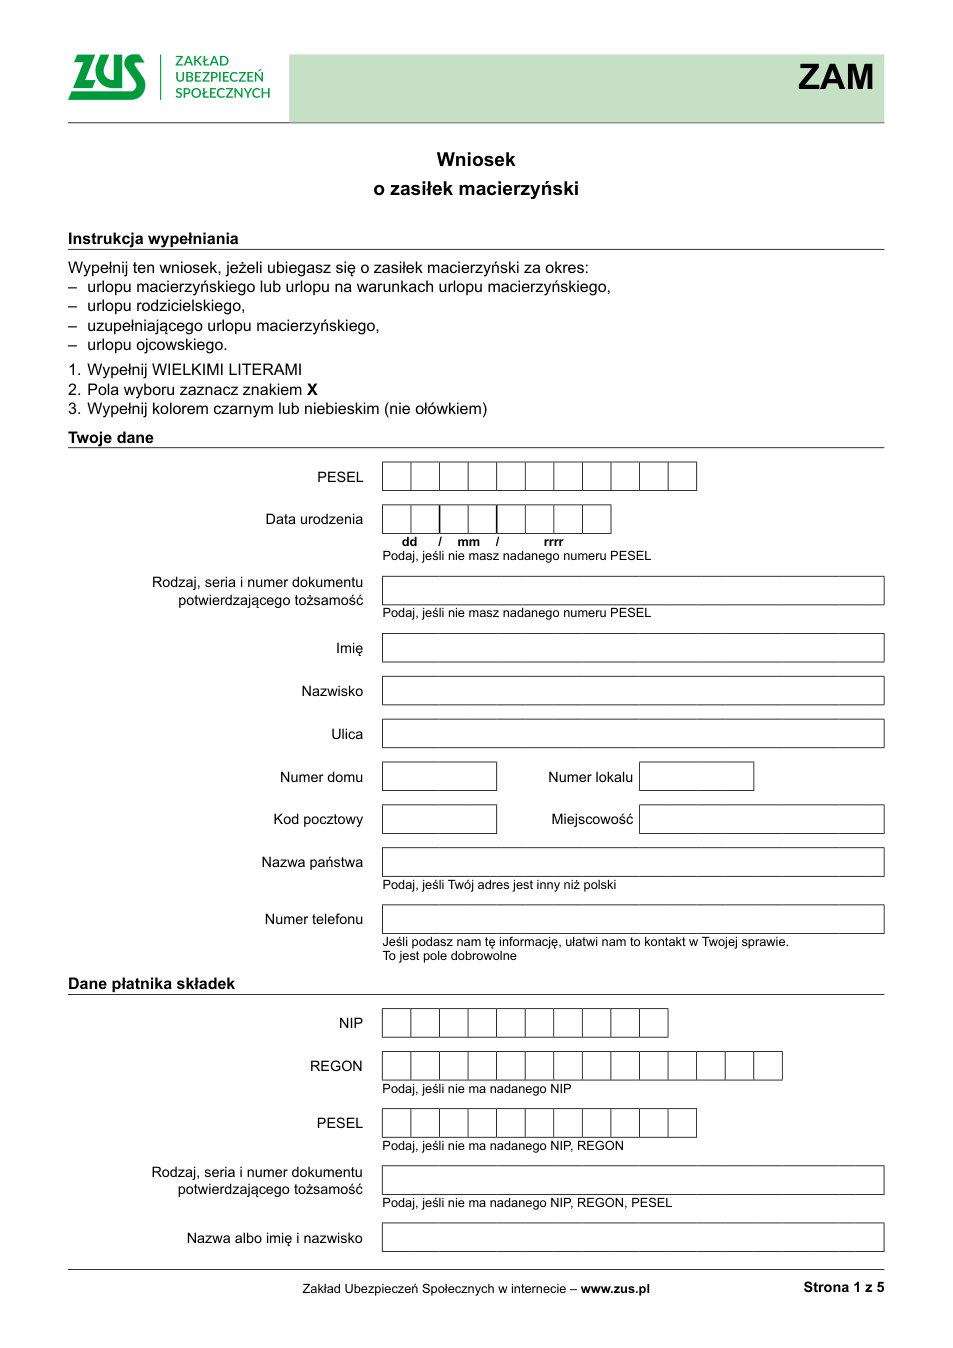 ZUS
ZAKŁAD
UBEZPIECZEŃ
SPOŁECZNYCH
ZAM
Wniosek
o zasiłek macierzyński
Instrukcja wypełniania
Wypełnij ten wniosek, jeżeli ubiegasz się o zasiłek macierzyński za okres:
– urlopu macierzyńskiego lub urlopu na warunkach urlopu macierzyńskiego,
– urlopu rodzicielskiego,
– uzupełniającego urlopu macierzyńskiego,
– urlopu ojcowskiego.
1. Wypełnij WIELKIMI LITERAMI
2. Pola wyboru zaznacz znakiem X
3. Wypełnij kolorem czarnym lub niebieskim (nie ołówkiem)
Twoje dane
PESEL
Data urodzenia
dd / mm / rrrr
Podaj, jeśli nie masz nadanego numeru PESEL
Rodzaj, seria i numer dokumentu
potwierdzającego tożsamość
Podaj, jeśli nie masz nadanego numeru PESEL
Imię
Nazwisko
Ulica
Numer domu Numer lokalu
Kod pocztowy Miejscowość
Nazwa państwa
Podaj, jeśli Twój adres jest inny niż polski
Numer telefonu
Jeśli podasz nam tę informację, ułatwi nam to kontakt w Twojej sprawie.
To jest pole dobrowolne
Dane płatnika składek
NIP
REGON
Podaj, jeśli nie ma nadanego NIP
PESEL
Podaj, jeśli nie ma nadanego NIP, REGON
Rodzaj, seria i numer dokumentu
potwierdzającego tożsamość
Podaj, jeśli nie ma nadanego NIP, REGON, PESEL
Nazwa albo imię i nazwisko
Zakład Ubezpieczeń Społecznych w internecie – www.zus.pl
Strona 1 z 5